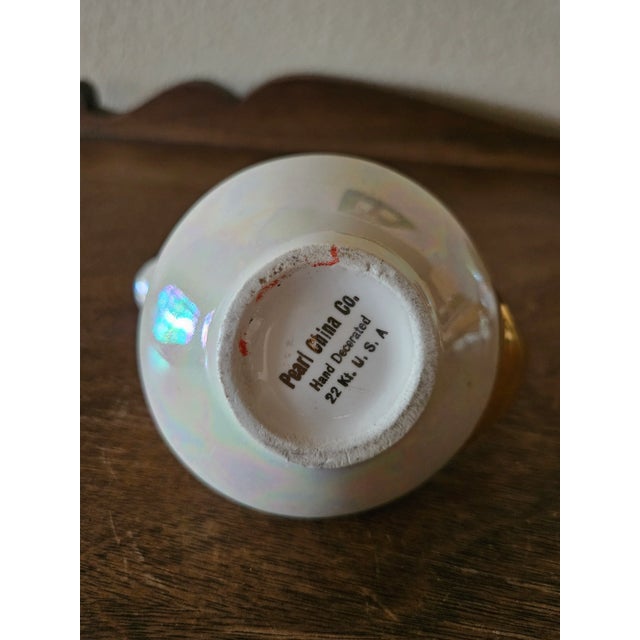 Pearl China Co.
Hand Decorated
22 Kt. U. S. A